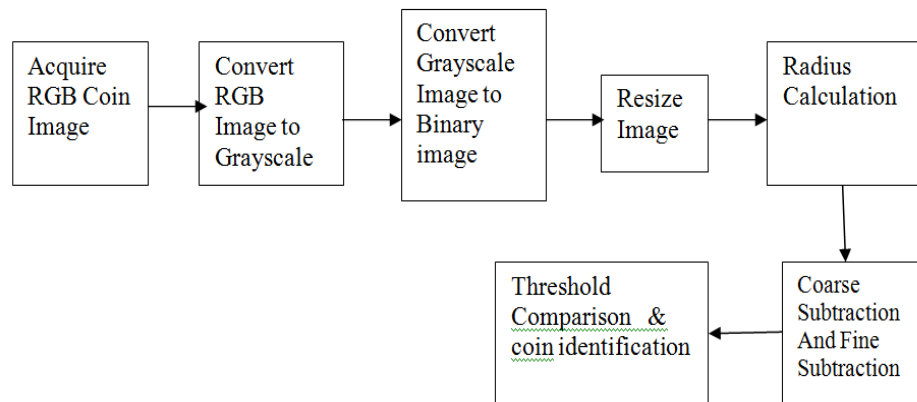 Acquire
RGB Coin
Image
Convert
RGB
Image to
Grayscale
Convert
Grayscale
Image to
Binary
image
Resize
Image
Radius
Calculation
Coarse
Subtraction
And Fine
Subtraction
Threshold
Comparison &
coin identification